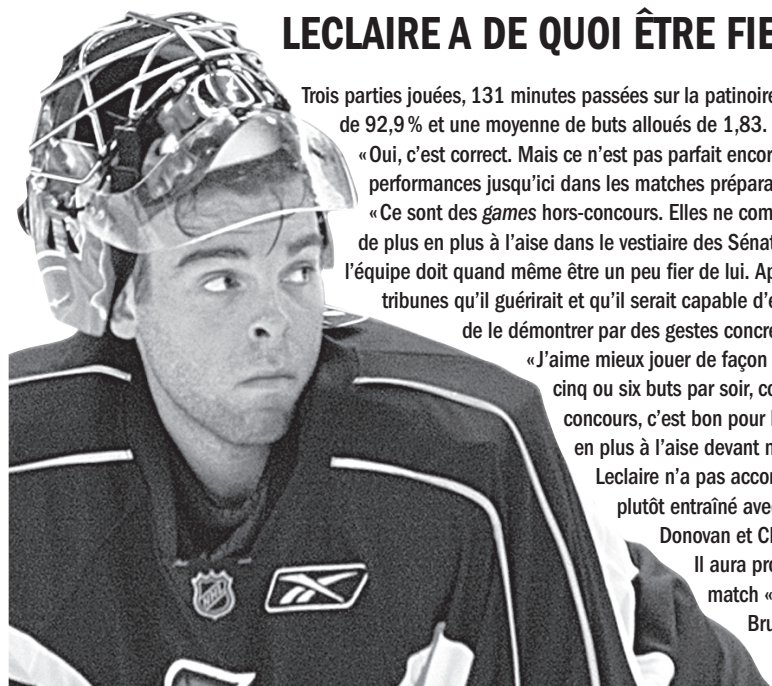 LECLAIRE A DE QUOI ÊTRE FIE
Trois parties jouées, 131 minutes passées sur la patinoire
de 92,9 % et une moyenne de buts alloués de 1,83.
«Oui, c'est correct. Mais ce n'est pas parfait encor
performances jusqu'ici dans les matches prépara
«Ce sont des games hors-concours. Elles ne com
de plus en plus à l'aise dans le vestiaire des Sénat
l'équipe doit quand même être un peu fier de lui. Ap
tribunes qu'il guérirait et qu'il serait capable d'é
de le démontrer par des gestes concre
«J'aime mieux jouer de façon
cinq ou six buts par soir, co
concours, c'est bon pour l
en plus à l'aise devant m
Leclaire n'a pas accor
plutôt entraîné avec
Donovan et Ch
Il aura pro
match «
Bru
NHL